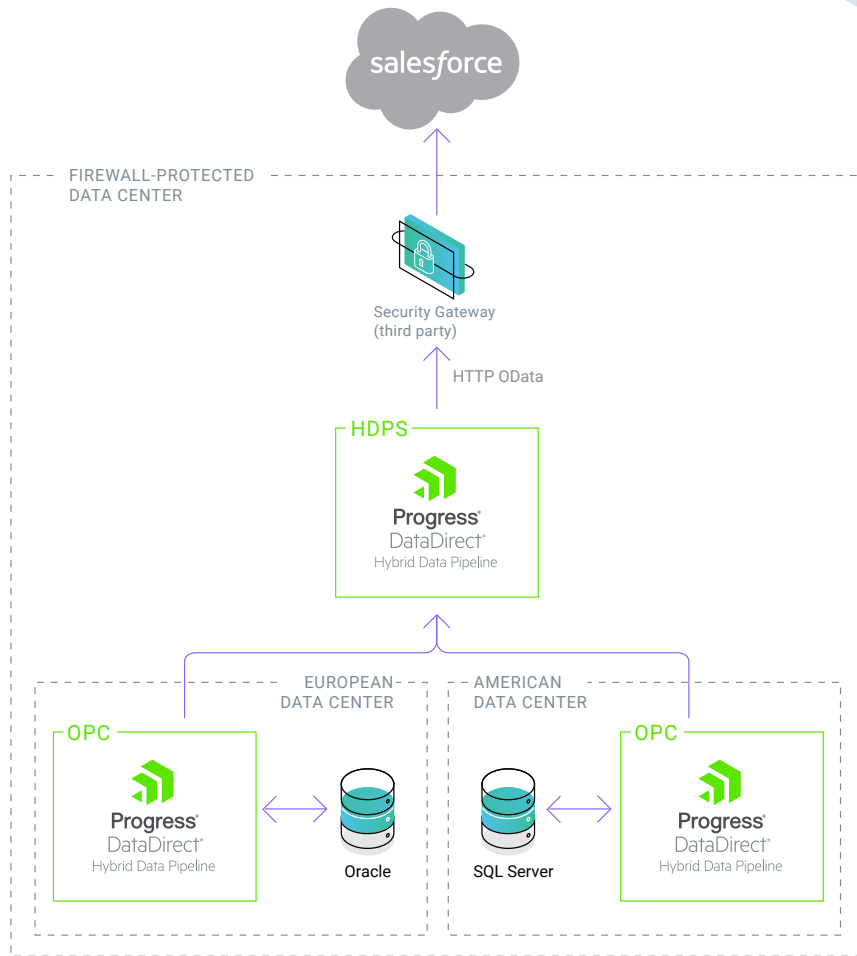 salesforce
FIREWALL-PROTECTED
DATA CENTER
Security Gateway
(third party)
HTTP OData
HDPS
Progress®
DataDirect®
Hybrid Data Pipeline
EUROPEAN
DATA CENTER
AMERICAN
DATA CENTER
OPC
Progress®
DataDirect®
Hybrid Data Pipeline
Oracle
SQL Server
OPC
Progress®
DataDirect®
Hybrid Data Pipeline